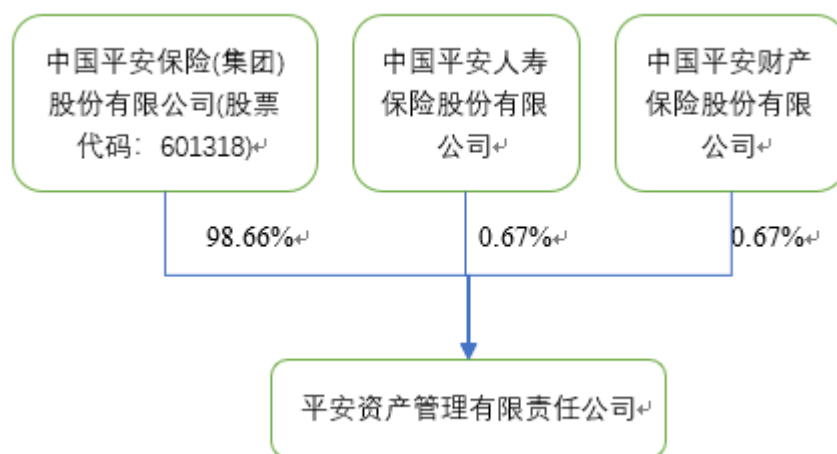 中国平安保险(集团)
股份有限公司(股票
代码：601318)↵
中国平安人寿
保险股份有限
公司↵
中国平安财产
保险股份有限
公司↵
98.66%↵
0.67%↵
0.67%↵
平安资产管理有限责任公司↵